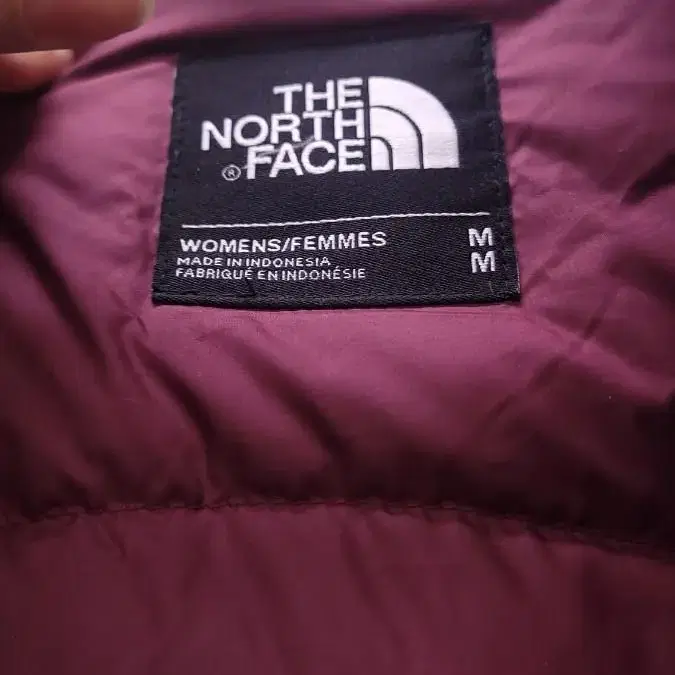 THE
NORTH
® FACE
WOMENS/FEMMES M
MADE IN INDONESIA M
FABRIQUÉ EN INDONÉSIE